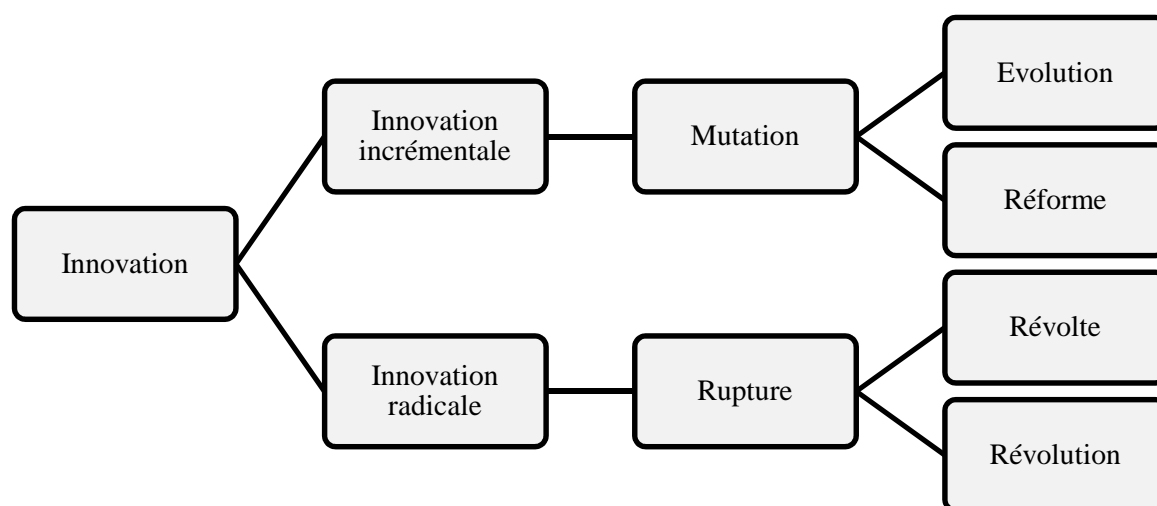 Innovation
Innovation
incrémentale
Mutation
Evolution
Réforme
Innovation
radicale
Rupture
Révolte
Révolution